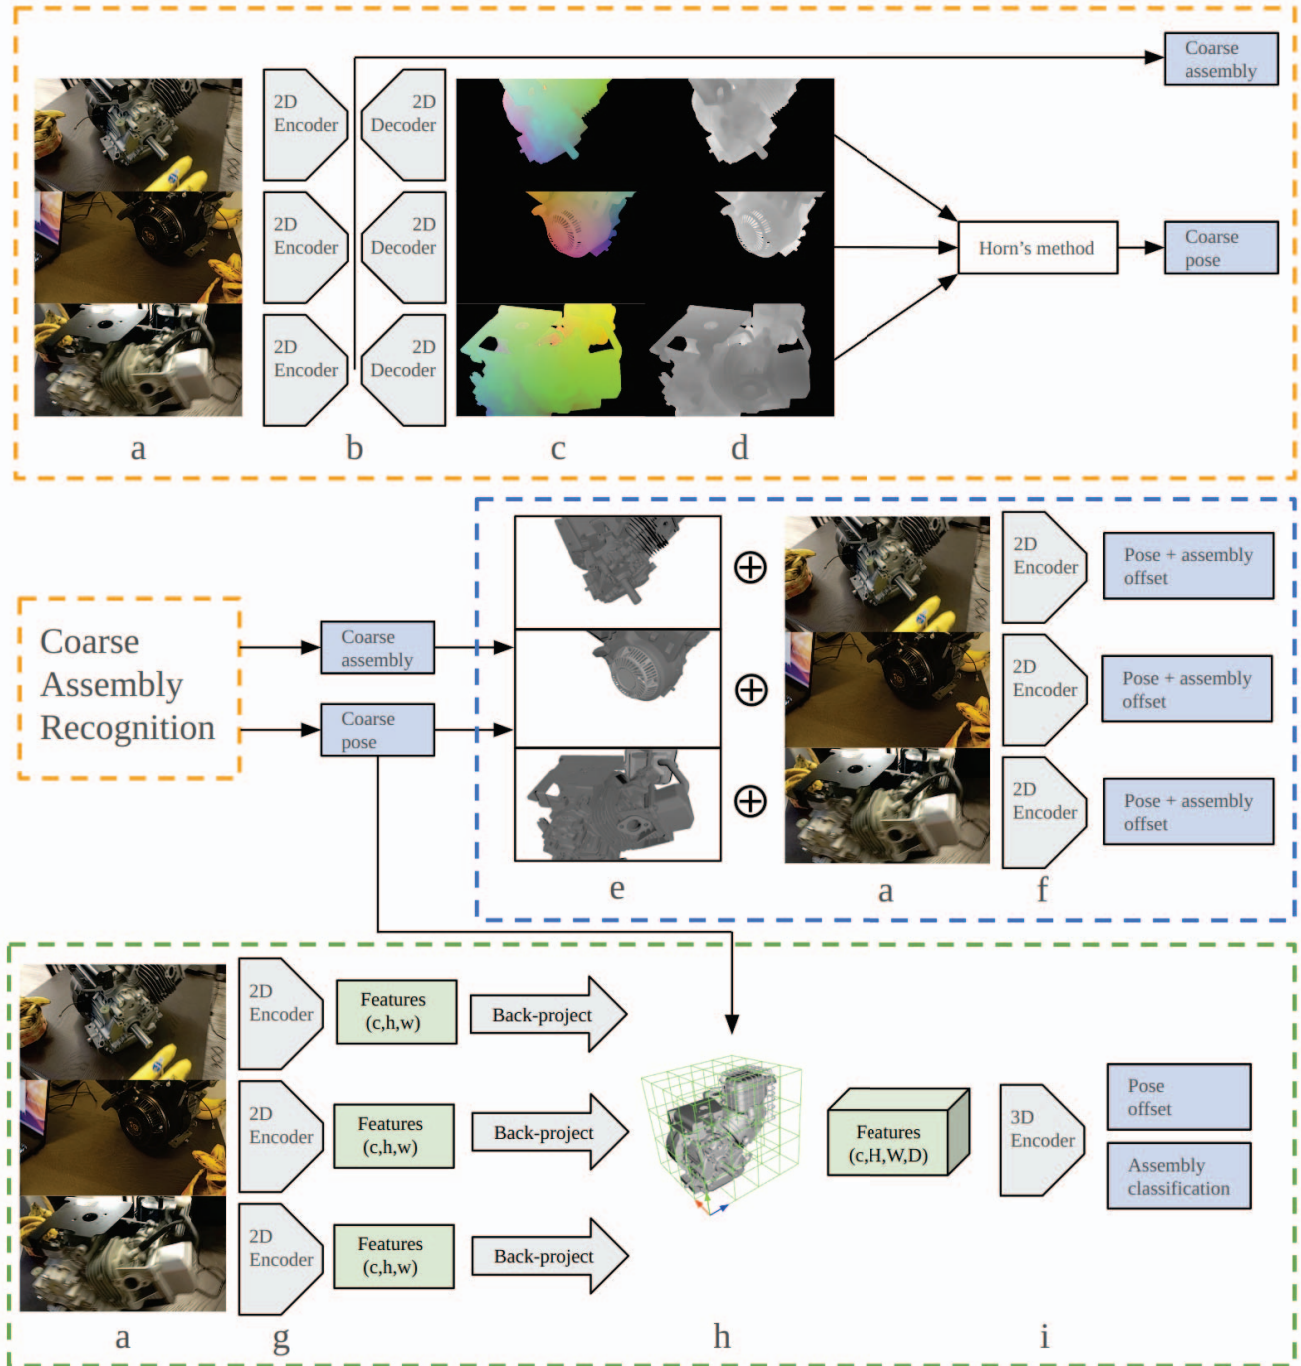 Coarse
assembly
2D
Encoder
2D
Decoder
2D
Encoder
2D
Decoder
Horn's method
Coarse
pose
2D
Encoder
2D
Decoder
a
b
c
d
Coarse
Assembly
Recognition
Coarse
assembly
Coarse
pose
2D
Encoder
Pose + assembly
offset
2D
Encoder
Pose + assembly
offset
2D
Encoder
Pose + assembly
offset
e
a
f
2D
Encoder
Features
(c,h,w)
Back-project
2D
Encoder
Features
(c,h,w)
Back-project
2D
Encoder
Features
(c,h,w)
Back-project
Features
(c,H,W,D)
3D
Encoder
Pose
offset
Assembly
classification
a
g
h
i